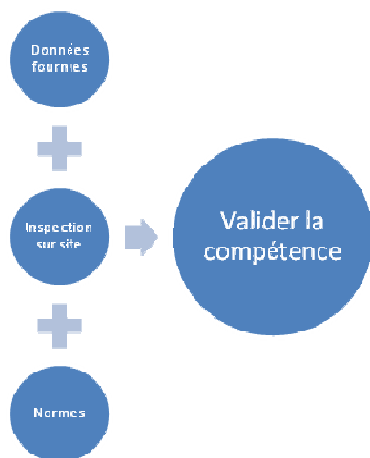 Données
fournies
Inspection
sur site
Valider la
compétence
Normes